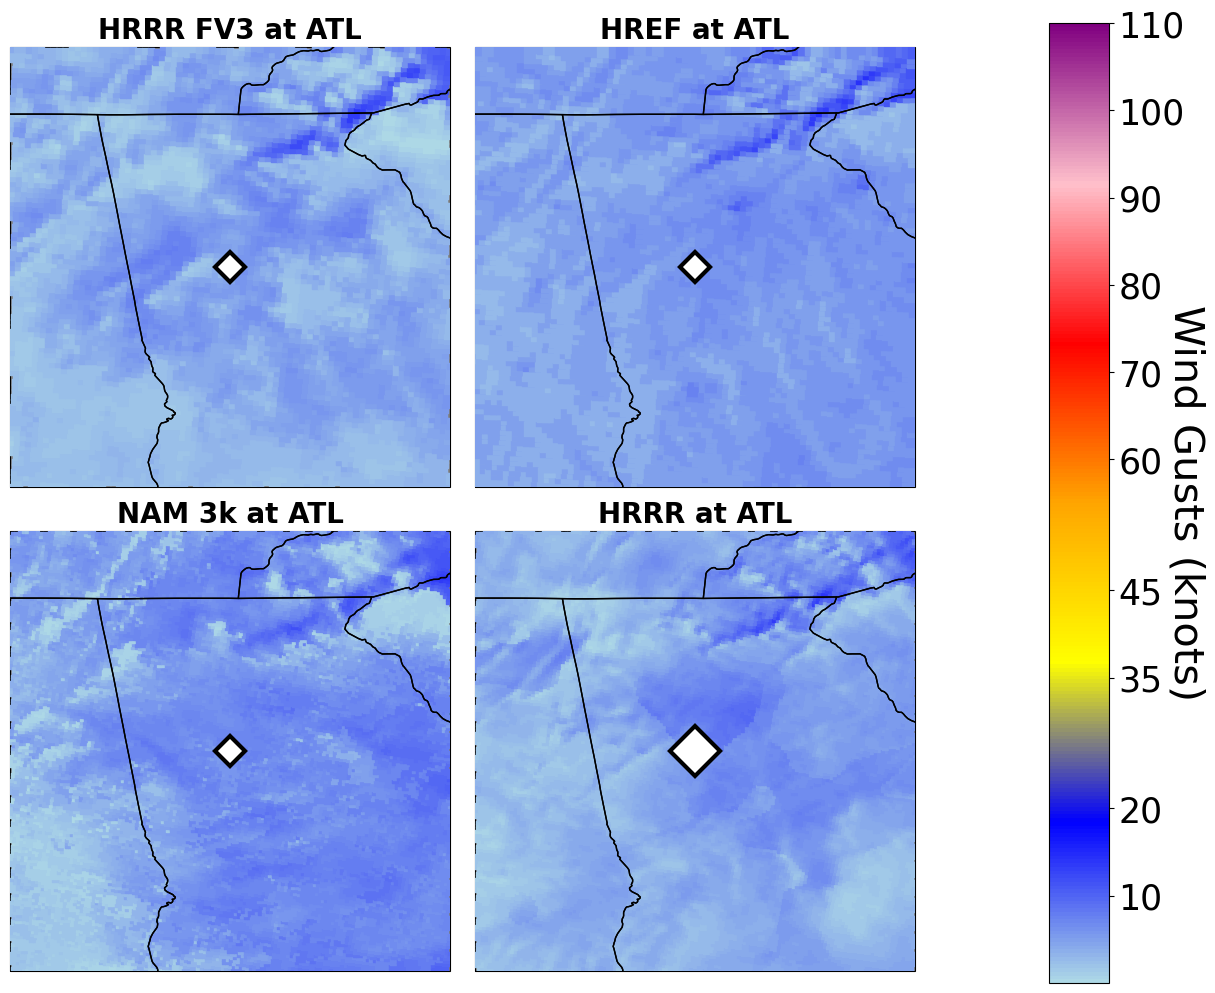 HRRR FV3 at ATL
HREF at ATL
NAM 3k at ATL
HRRR at ATL
110
100
90
80
70
60
45
35
20
10
Wind Gusts (knots)